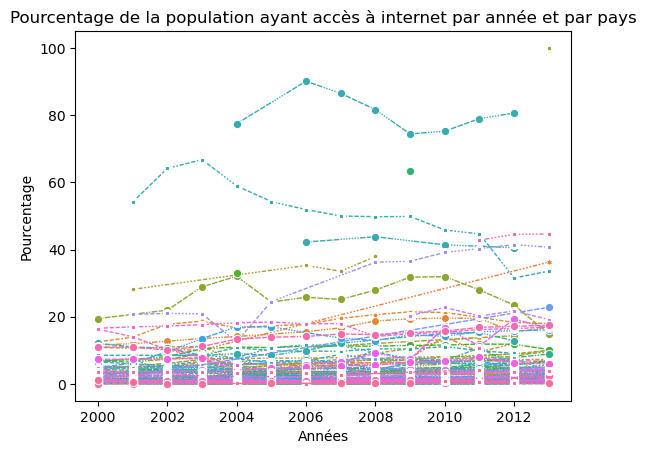 Pourcentage de la population ayant accès à internet par année et par pays
100
80
60
40
20
0
Pourcentage
2000 2002 2004 2006 2008 2010 2012
Années